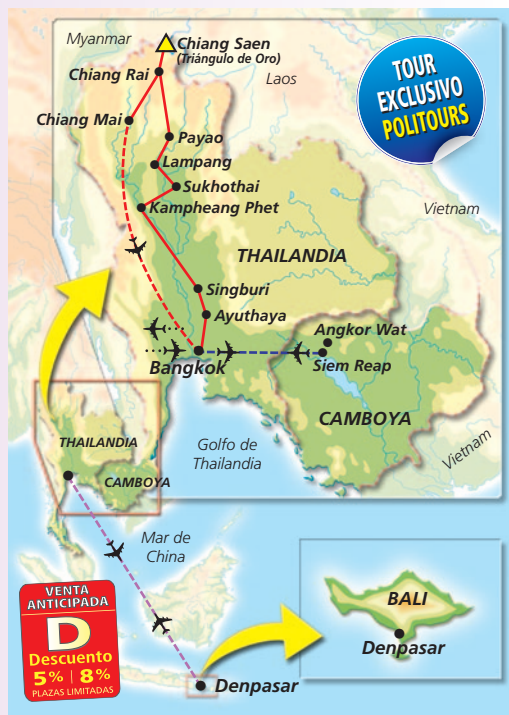 Myanmar
Chiang Saen
(Triángulo de Oro)
Chiang Rai
Laos
TOUR
EXCLUSIVO
POLITOURS
Chiang Mai
Payao
Lampang
Sukhothai
Kampheang Phet
Vietnam
THAILANDIA
Singburi
Ayuthaya
Angkor Wat
Bangkok
Siem Reap
CAMBOYA
THAILANDIA
Golfo de
Thailandia
Vietnam
CAMBOYA
Mar de
China
VENTA
ANTICIPADA
D
Descuento
5% | 8%
PLAZAS LIMITADAS
BALI
Denpasar
Denpasar